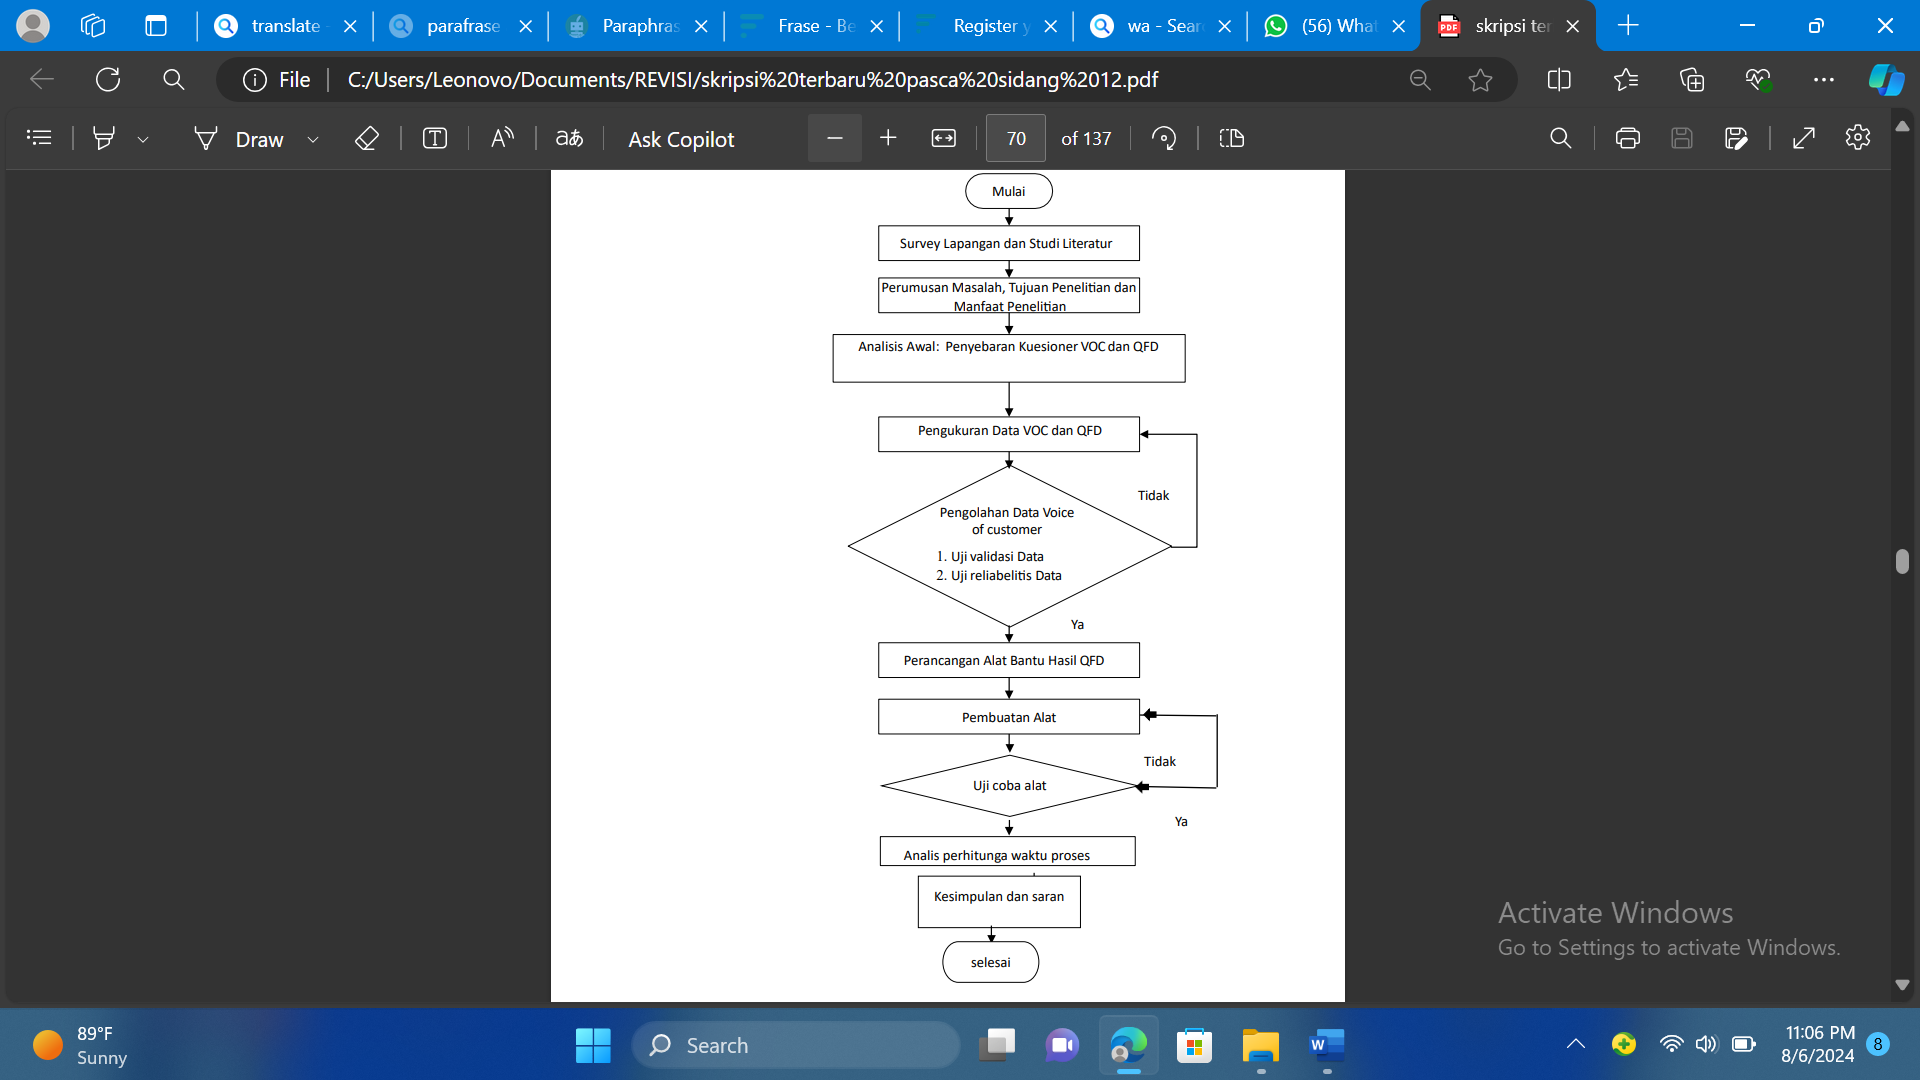 translate
parafrase
Paraphras
Frase - Be
Register y
wa - Sear
(56) What
skripsi ter
File
C:/Users/Leonovo/Documents/REVISI/skripsi%20terbaru%20pasca%20sidang%2012.pdf
Draw
Ask Copilot
70
of 137
Mulai
Survey Lapangan dan Studi Literatur
Perumusan Masalah, Tujuan Penelitian dan
Manfaat Penelitian
Analisis Awal: Penyebaran Kuesioner VOC dan QFD
Pengukuran Data VOC dan QFD
Tidak
Pengolahan Data Voice
of customer
1. Uji validasi Data
2. Uji reliabelitis Data
Ya
Perancangan Alat Bantu Hasil QFD
Pembuatan Alat
Tidak
Uji coba alat
Ya
Analis perhitunga waktu proses
Kesimpulan dan saran
selesai
Activate Windows
Go to Settings to activate Windows.
89°F
Sunny
Search
11:06 PM
8/6/2024
8